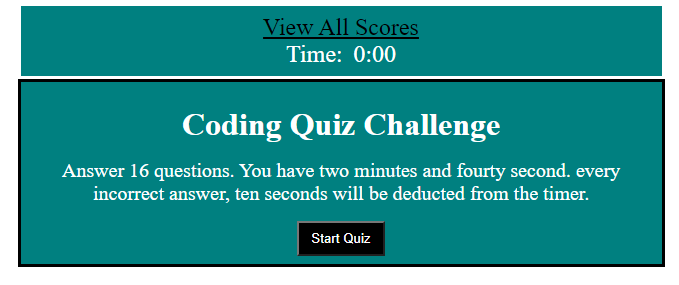 View All Scores
Time: 0:00
Coding Quiz Challenge
Answer 16 questions. You have two minutes and fourty second. every
incorrect answer, ten seconds will be deducted from the timer.
Start Quiz